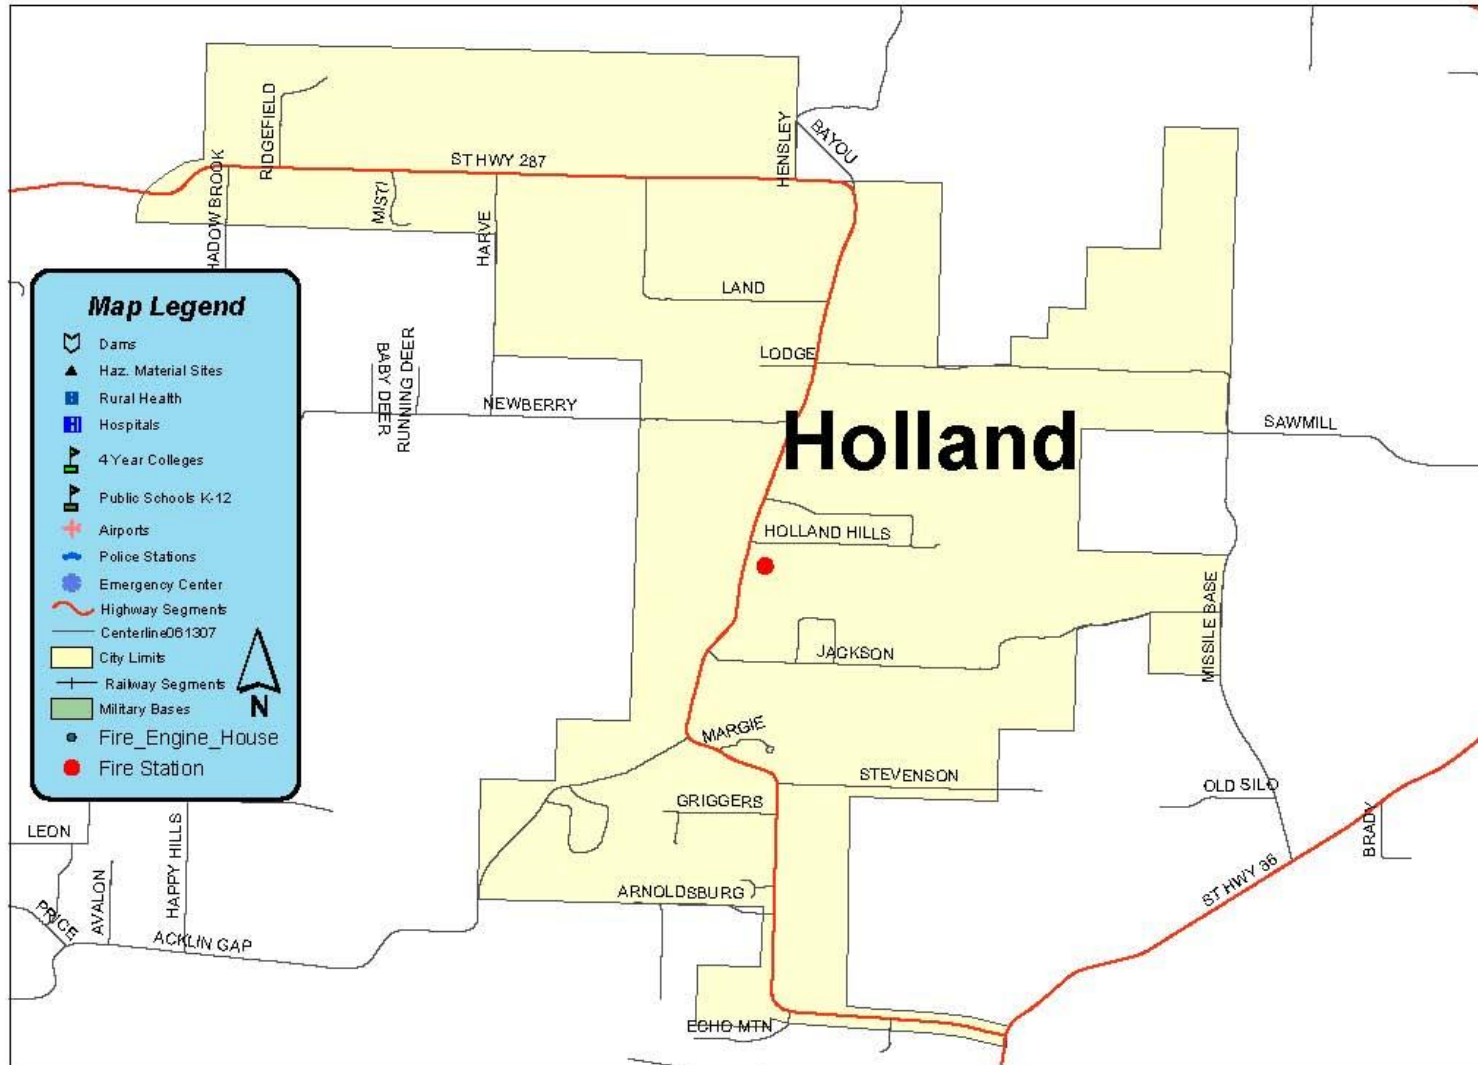 RIDGEFIELD
HENSLEY
BAYOU
ST HWY 287
HADOW BROOK
MISTI
HARVE
LAND
Map Legend
Dams
Haz. Material Sites
Rural Health
Hospitals
4 Year Colleges
Public Schools K-12
Airports
Police Stations
Emergency Center
Highway Segments
Centerline061307
City Limits
Railway Segments
Military Bases
N
Fire_Engine_House
Fire Station
BABY DEER
RUNNING DEER
LODGE
NEWBERRY
Holland
SAWMILL
HOLLAND HILLS
MISSILE BASE
JACKSON
MARGIE
STEVENSON
OLD SILO
GRIGGERS
BRADY
LEON
HAPPY HILLS
AVALON
ARNOLDSBURG
ST HWY 36
PRICE
ACKLIN GAP
ECHO MTN